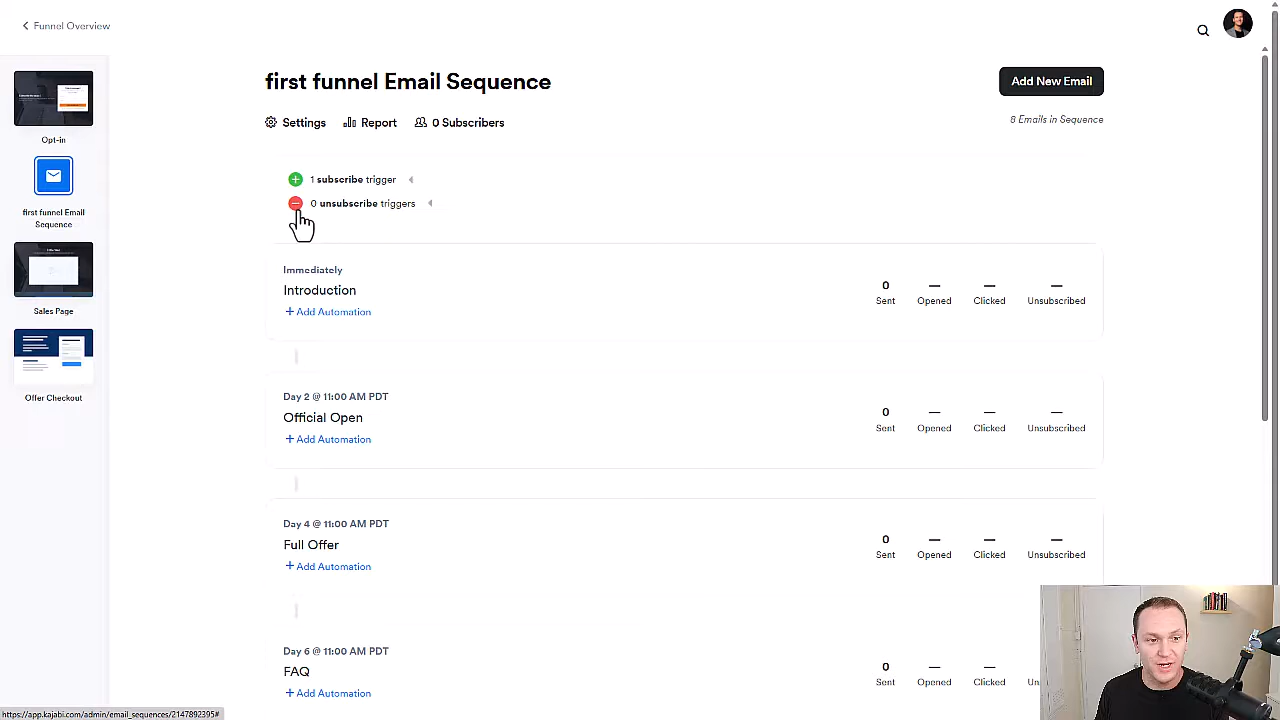 Funnel Overview
first funnel Email Sequence
Add New Email
Settings Report 0 Subscribers
8 Emails in Sequence
Opt-in
1 subscribe trigger
0 unsubscribe triggers
first funnel Email
Sequence
Immediately
Introduction
+ Add Automation
0 — — —
Sent Opened Clicked Unsubscribed
Sales Page
Offer Checkout
Day 2 @ 11:00 AM PDT
Official Open
+ Add Automation
0 — — —
Sent Opened Clicked Unsubscribed
Day 4 @ 11:00 AM PDT
Full Offer
+ Add Automation
0 — — —
Sent Opened Clicked Unsubscribed
Day 6 @ 11:00 AM PDT
FAQ
+ Add Automation
0 — —
Sent Opened Clicked
https://app.kajabi.com/admin/email_sequences/2147892395#